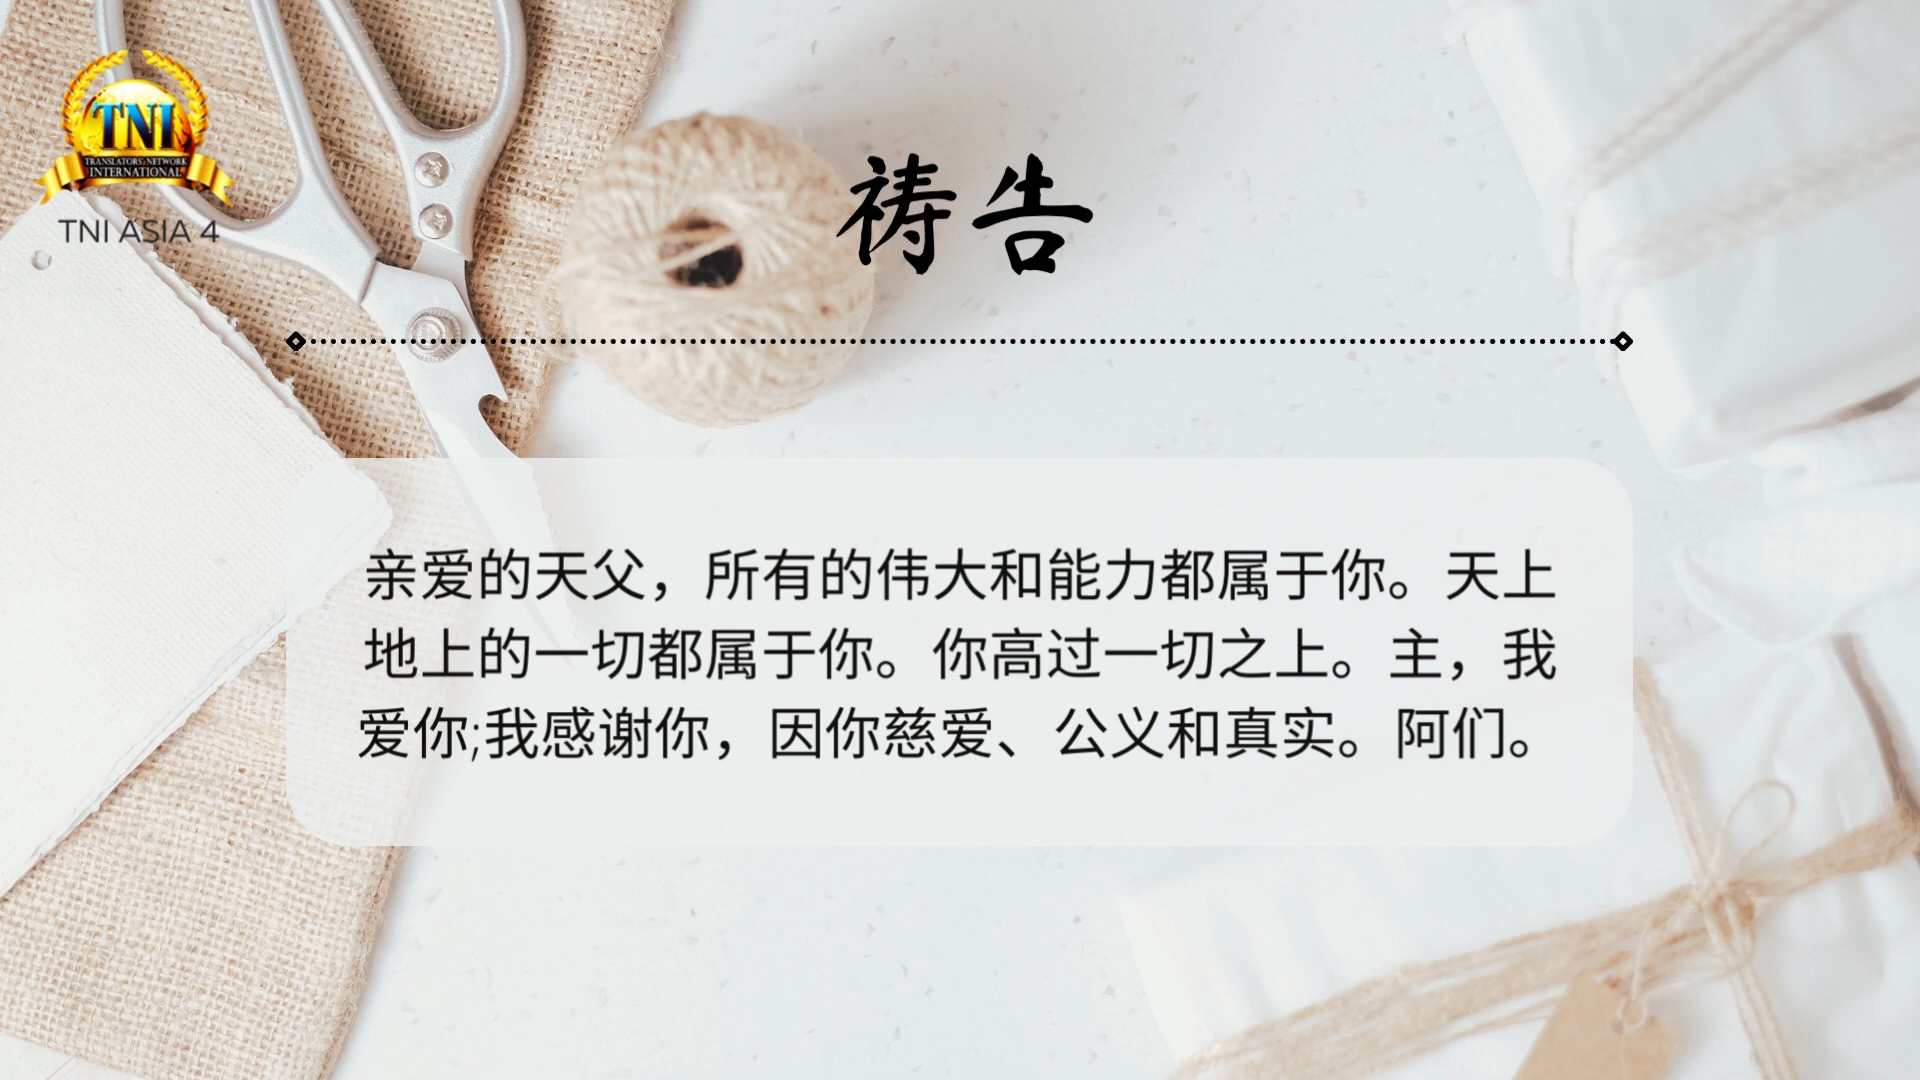 TNI
TRANSLATORS NETWORK
INTERNATIONAL
TNI ASIA 4
祷告
亲爱的天父，所有的伟大和能力都属于你。天上
地上的一切都属于你。你高过一切之上。主，我
爱你;我感谢你，因你慈爱、公义和真实。阿们。